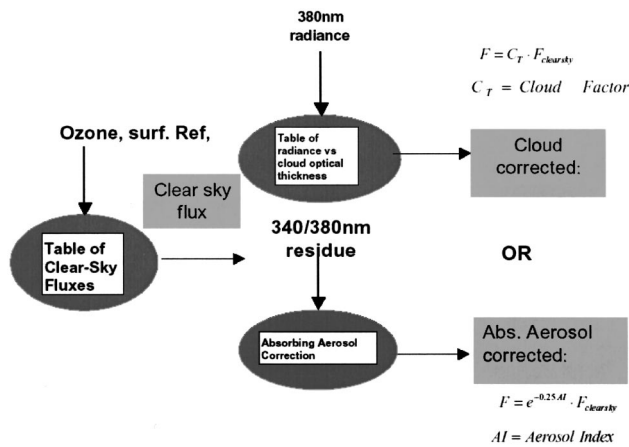 380nm
radiance
F = C_T · F_clearsky
C_T = Cloud Factor
Ozone, surf. Ref,
Table of
radiance vs
cloud optical
thickness
Cloud
corrected:
Clear sky
flux
Table of
Clear-Sky
Fluxes
340/380nm
residue
OR
Absorbing Aerosol
Correction
Abs. Aerosol
corrected:
F = e^{-0.25 AI} · F_clearsky
AI = Aerosol Index